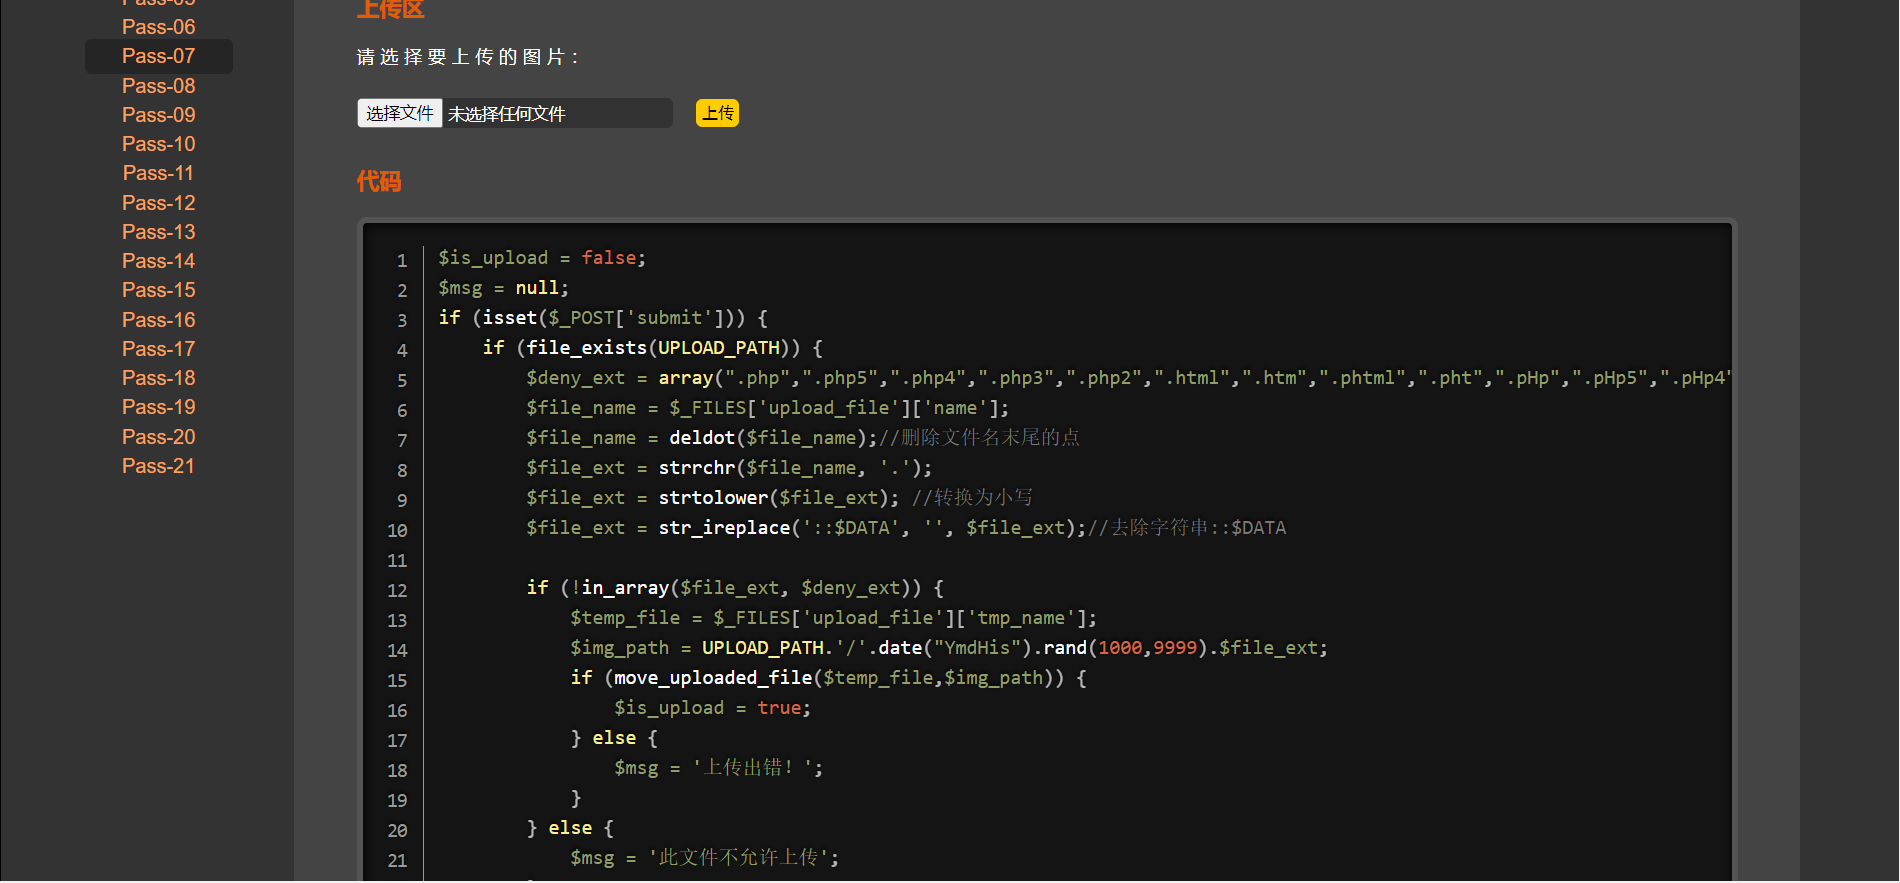 Pass-06
Pass-07
Pass-08
Pass-09
Pass-10
Pass-11
Pass-12
Pass-13
Pass-14
Pass-15
Pass-16
Pass-17
Pass-18
Pass-19
Pass-20
Pass-21
上传区
请选择要上传的图片：
选择文件 未选择任何文件 上传
代码
1 $is_upload = false;
2 $msg = null;
3 if (isset($_POST['submit'])) {
4 if (file_exists(UPLOAD_PATH)) {
5 $deny_ext = array(".php",".php5",".php4",".php3",".php2",".html",".htm",".phtml",".pht",".pHp",".pHp5",".pHp4"
6 $file_name = $_FILES['upload_file']['name'];
7 $file_name = deldot($file_name);//删除文件名末尾的点
8 $file_ext = strrchr($file_name, '.');
9 $file_ext = strtolower($file_ext); //转换为小写
10 $file_ext = str_ireplace('::$DATA', '', $file_ext);//去除字符串::$DATA
11
12 if (!in_array($file_ext, $deny_ext)) {
13 $temp_file = $_FILES['upload_file']['tmp_name'];
14 $img_path = UPLOAD_PATH.'/'.date("YmdHis").rand(1000,9999).$file_ext;
15 if (move_uploaded_file($temp_file,$img_path)) {
16 $is_upload = true;
17 } else {
18 $msg = '上传出错！';
19 }
20 } else {
21 $msg = '此文件不允许上传';